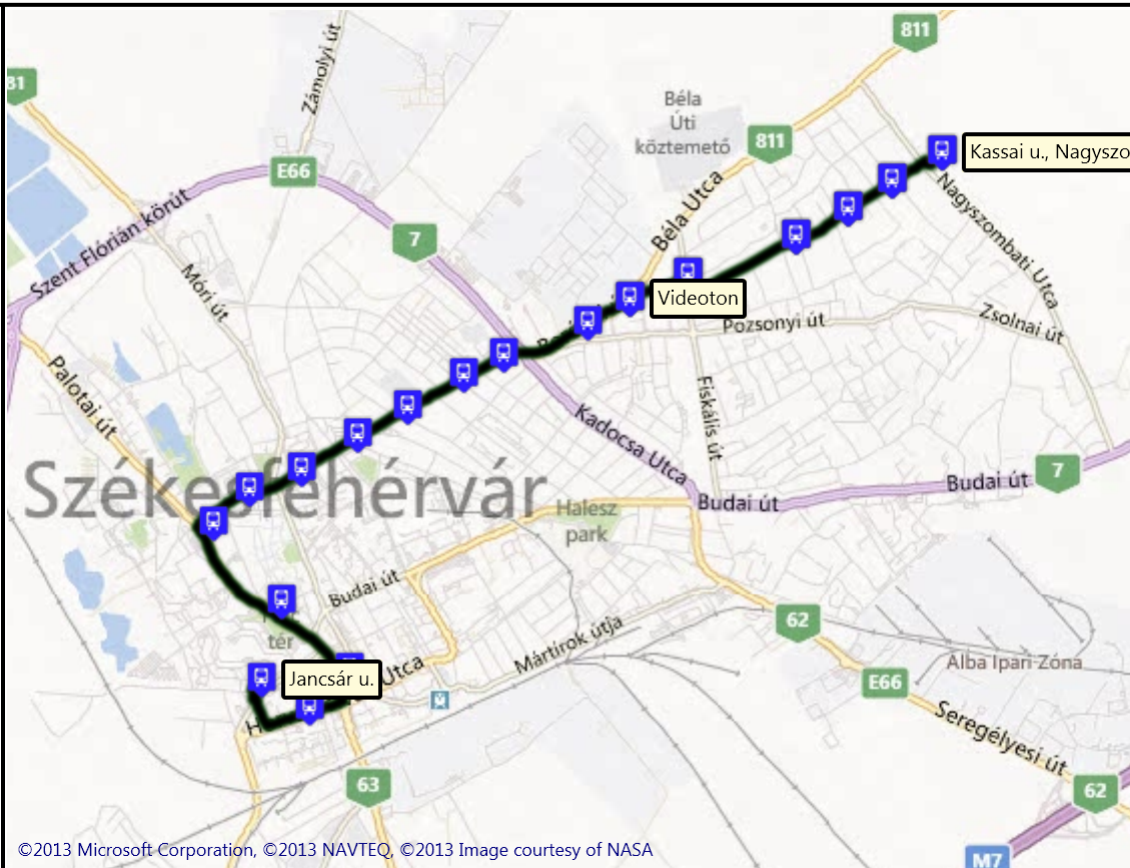 811
81
Zámolyi út
Béla
Úti
köztemető
811
Kassai u., Nagyszo
E66
Béla Utca
Nagyszombati Utca
Szent Flórián körút
7
Móri út
Videoton
Pozsonyi út
Zsolnai út
Palotai út
Fiskális út
Kadocsa Utca
7
Budai út
Budai út
Székesfehérvár
Halesz
park
Budai út
62
tér
Mártírok útja
Alba Ipari Zóna
Utca
Jancsár u.
E66
Seregélyesi út
63
62
M7
©2013 Microsoft Corporation, ©2013 NAVTEQ, ©2013 Image courtesy of NASA